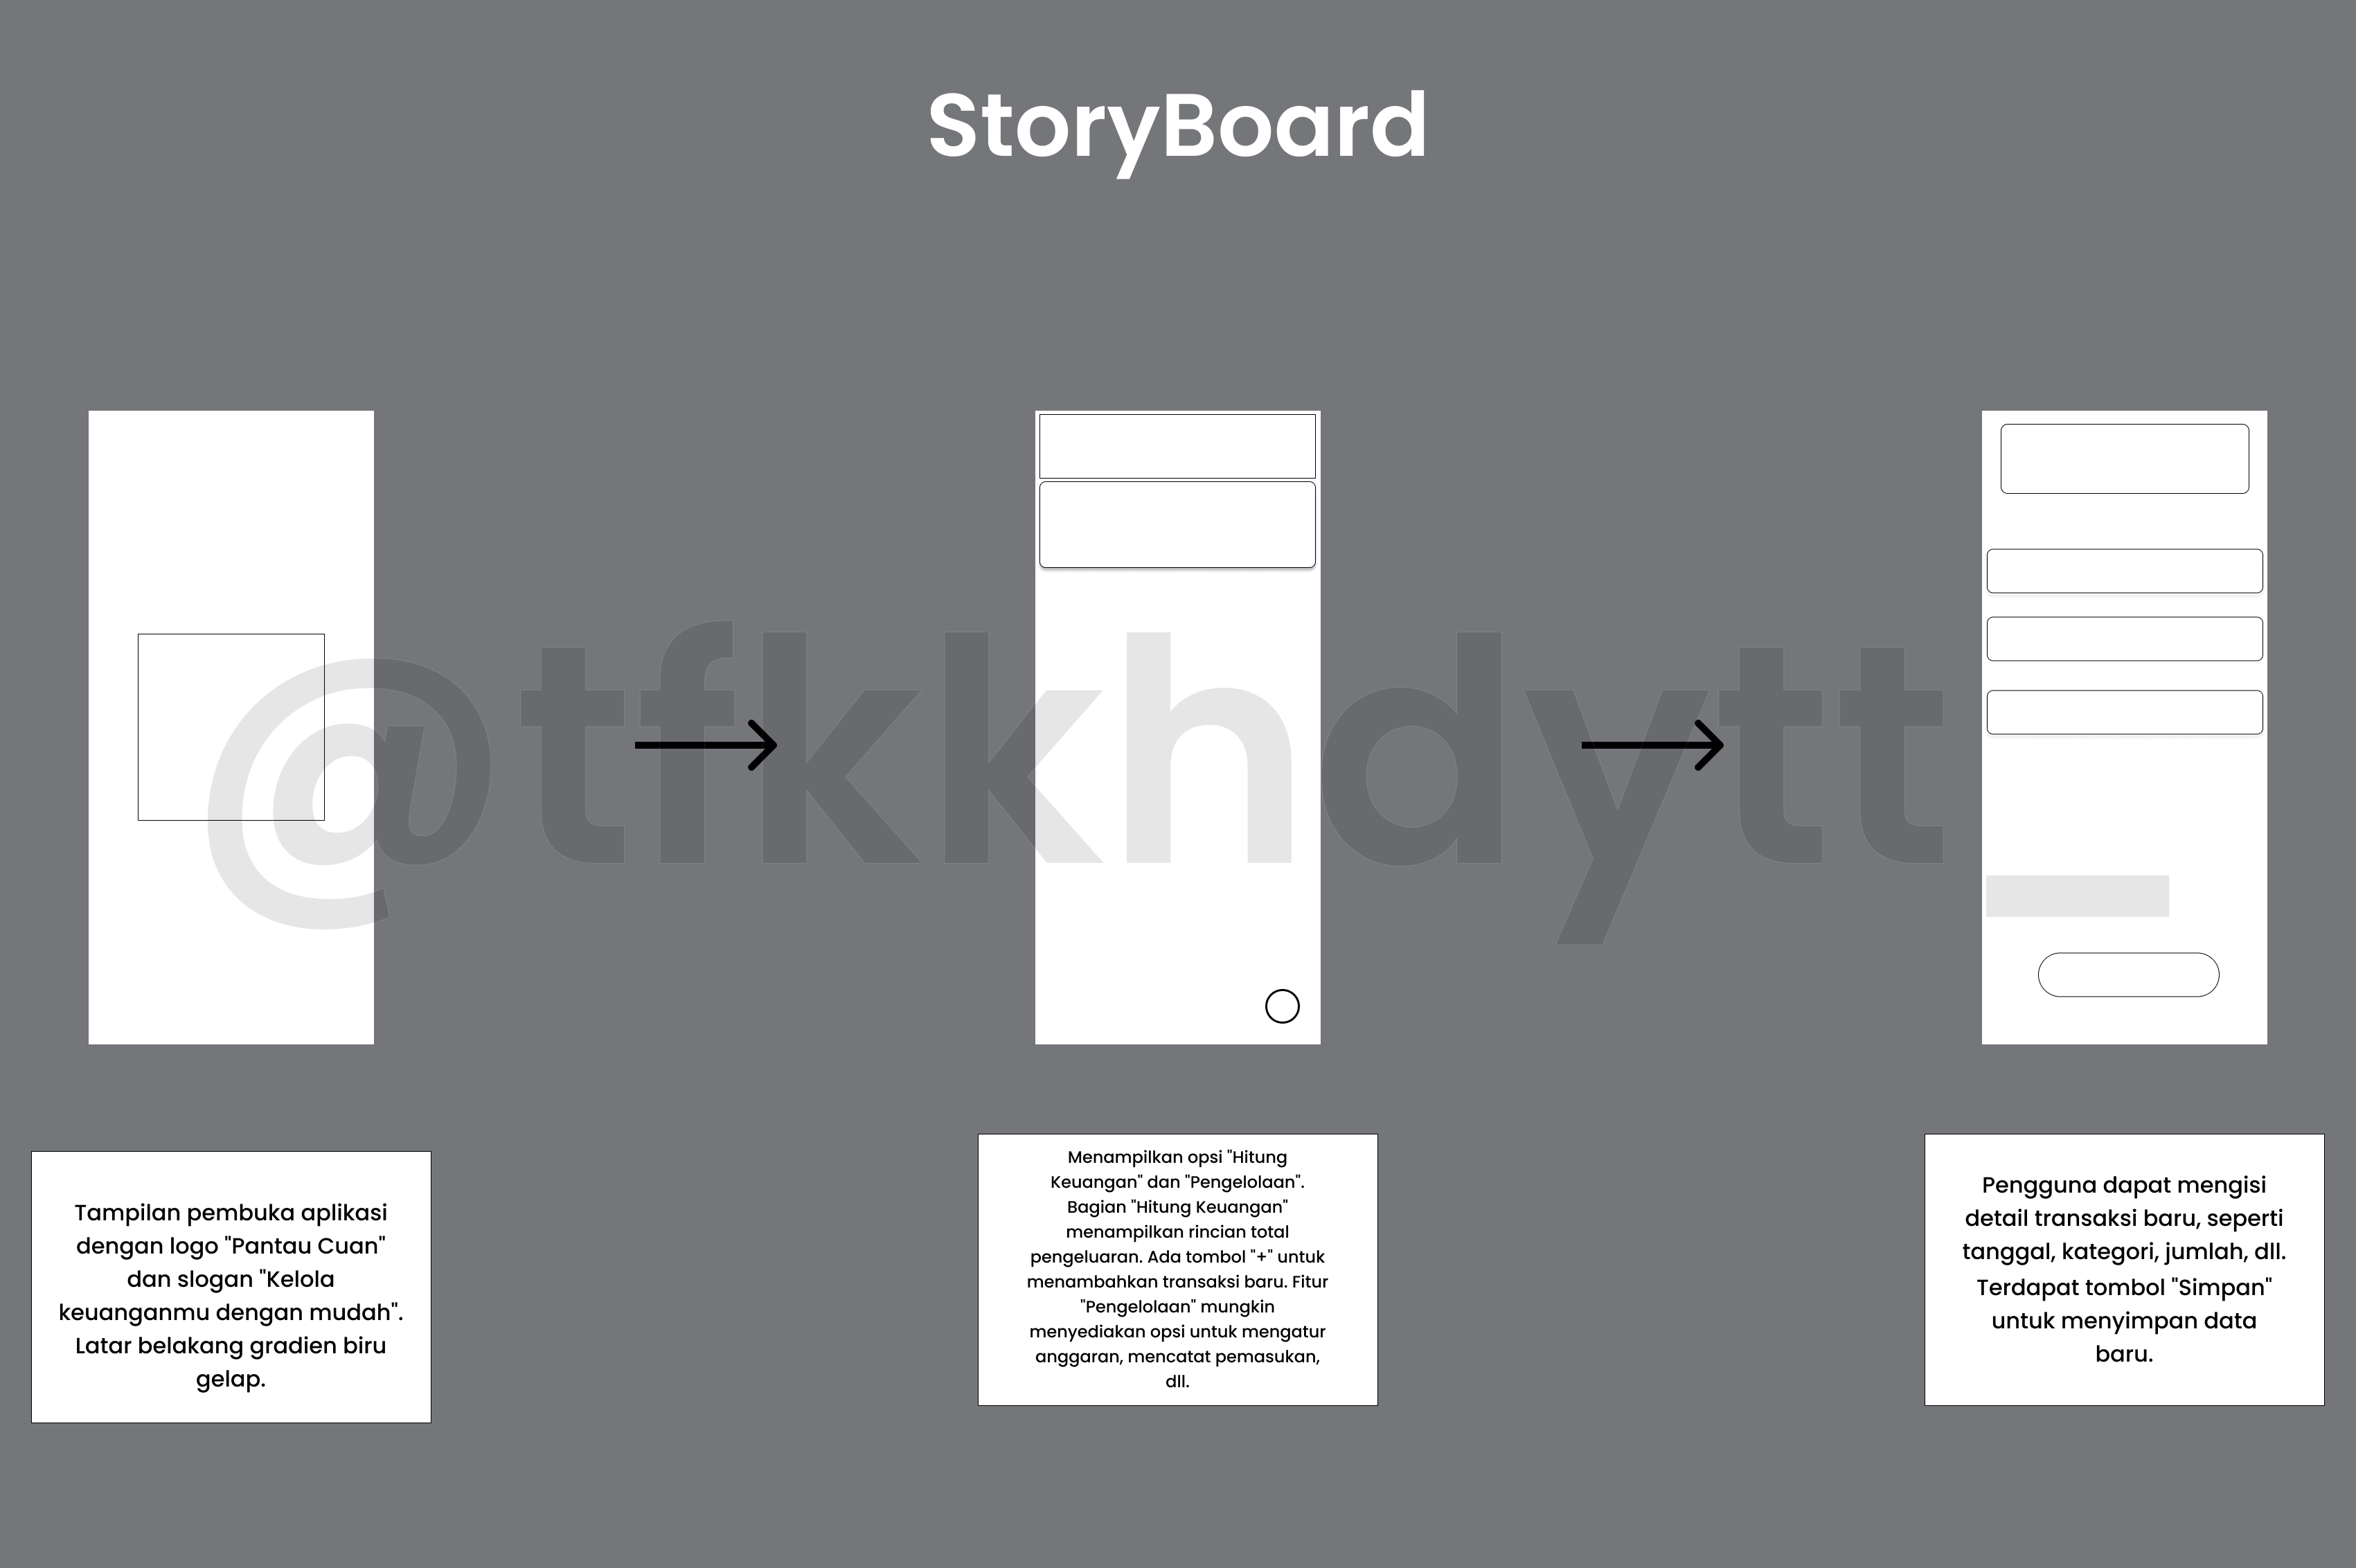 StoryBoard
@tfkkhdytt
Tampilan pembuka aplikasi
dengan logo "Pantau Cuan"
dan slogan "Kelola
keuanganmu dengan mudah".
Latar belakang gradien biru
gelap.
Menampilkan opsi "Hitung
Keuangan" dan "Pengelolaan".
Bagian "Hitung Keuangan"
menampilkan rincian total
pengeluaran. Ada tombol "+" untuk
menambahkan transaksi baru. Fitur
"Pengelolaan" mungkin
menyediakan opsi untuk mengatur
anggaran, mencatat pemasukan,
dll.
Pengguna dapat mengisi
detail transaksi baru, seperti
tanggal, kategori, jumlah, dll.
Terdapat tombol "Simpan"
untuk menyimpan data
baru.